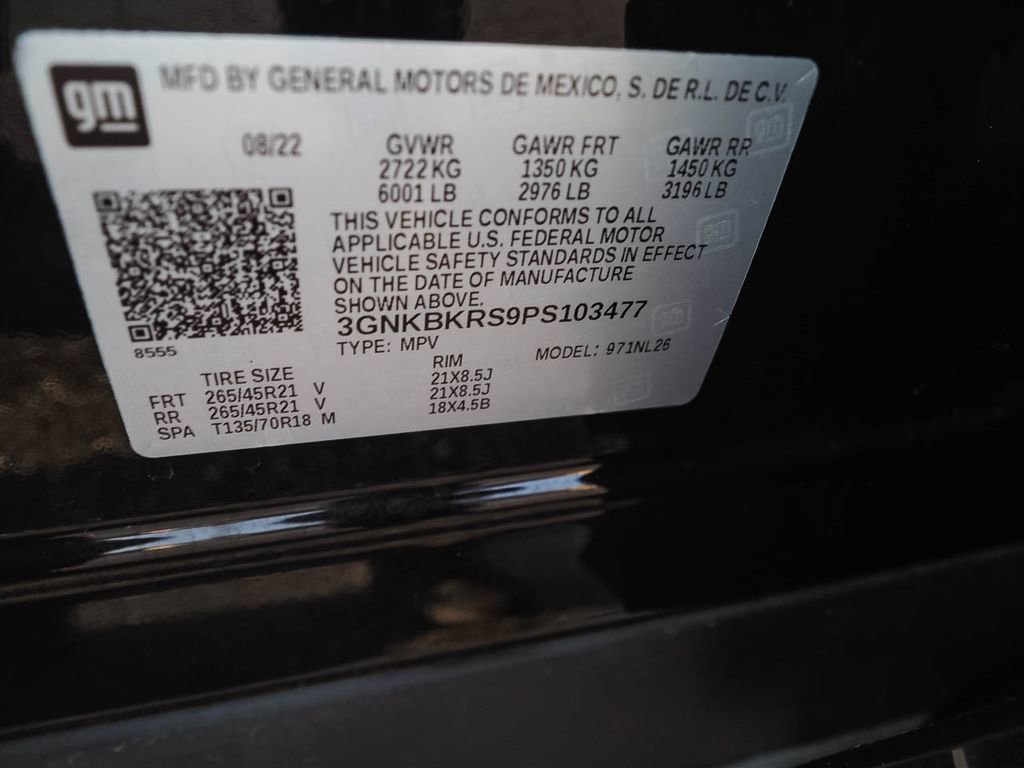 gm
MFD BY GENERAL MOTORS DE MEXICO, S. DE R.L. DE C.V.
08/22 GVWR GAWR FRT GAWR RR
2722 KG 1350 KG 1450 KG
6001 LB 2976 LB 3196 LB
THIS VEHICLE CONFORMS TO ALL
APPLICABLE U.S. FEDERAL MOTOR
VEHICLE SAFETY STANDARDS IN EFFECT
ON THE DATE OF MANUFACTURE
SHOWN ABOVE.
3GNKBKRS9PS103477
8555
TYPE: MPV MODEL: 971NL26
TIRE SIZE RIM
FRT 265/45R21 V 21X8.5J
RR 265/45R21 V 21X8.5J
SPA T135/70R18 M 18X4.5B